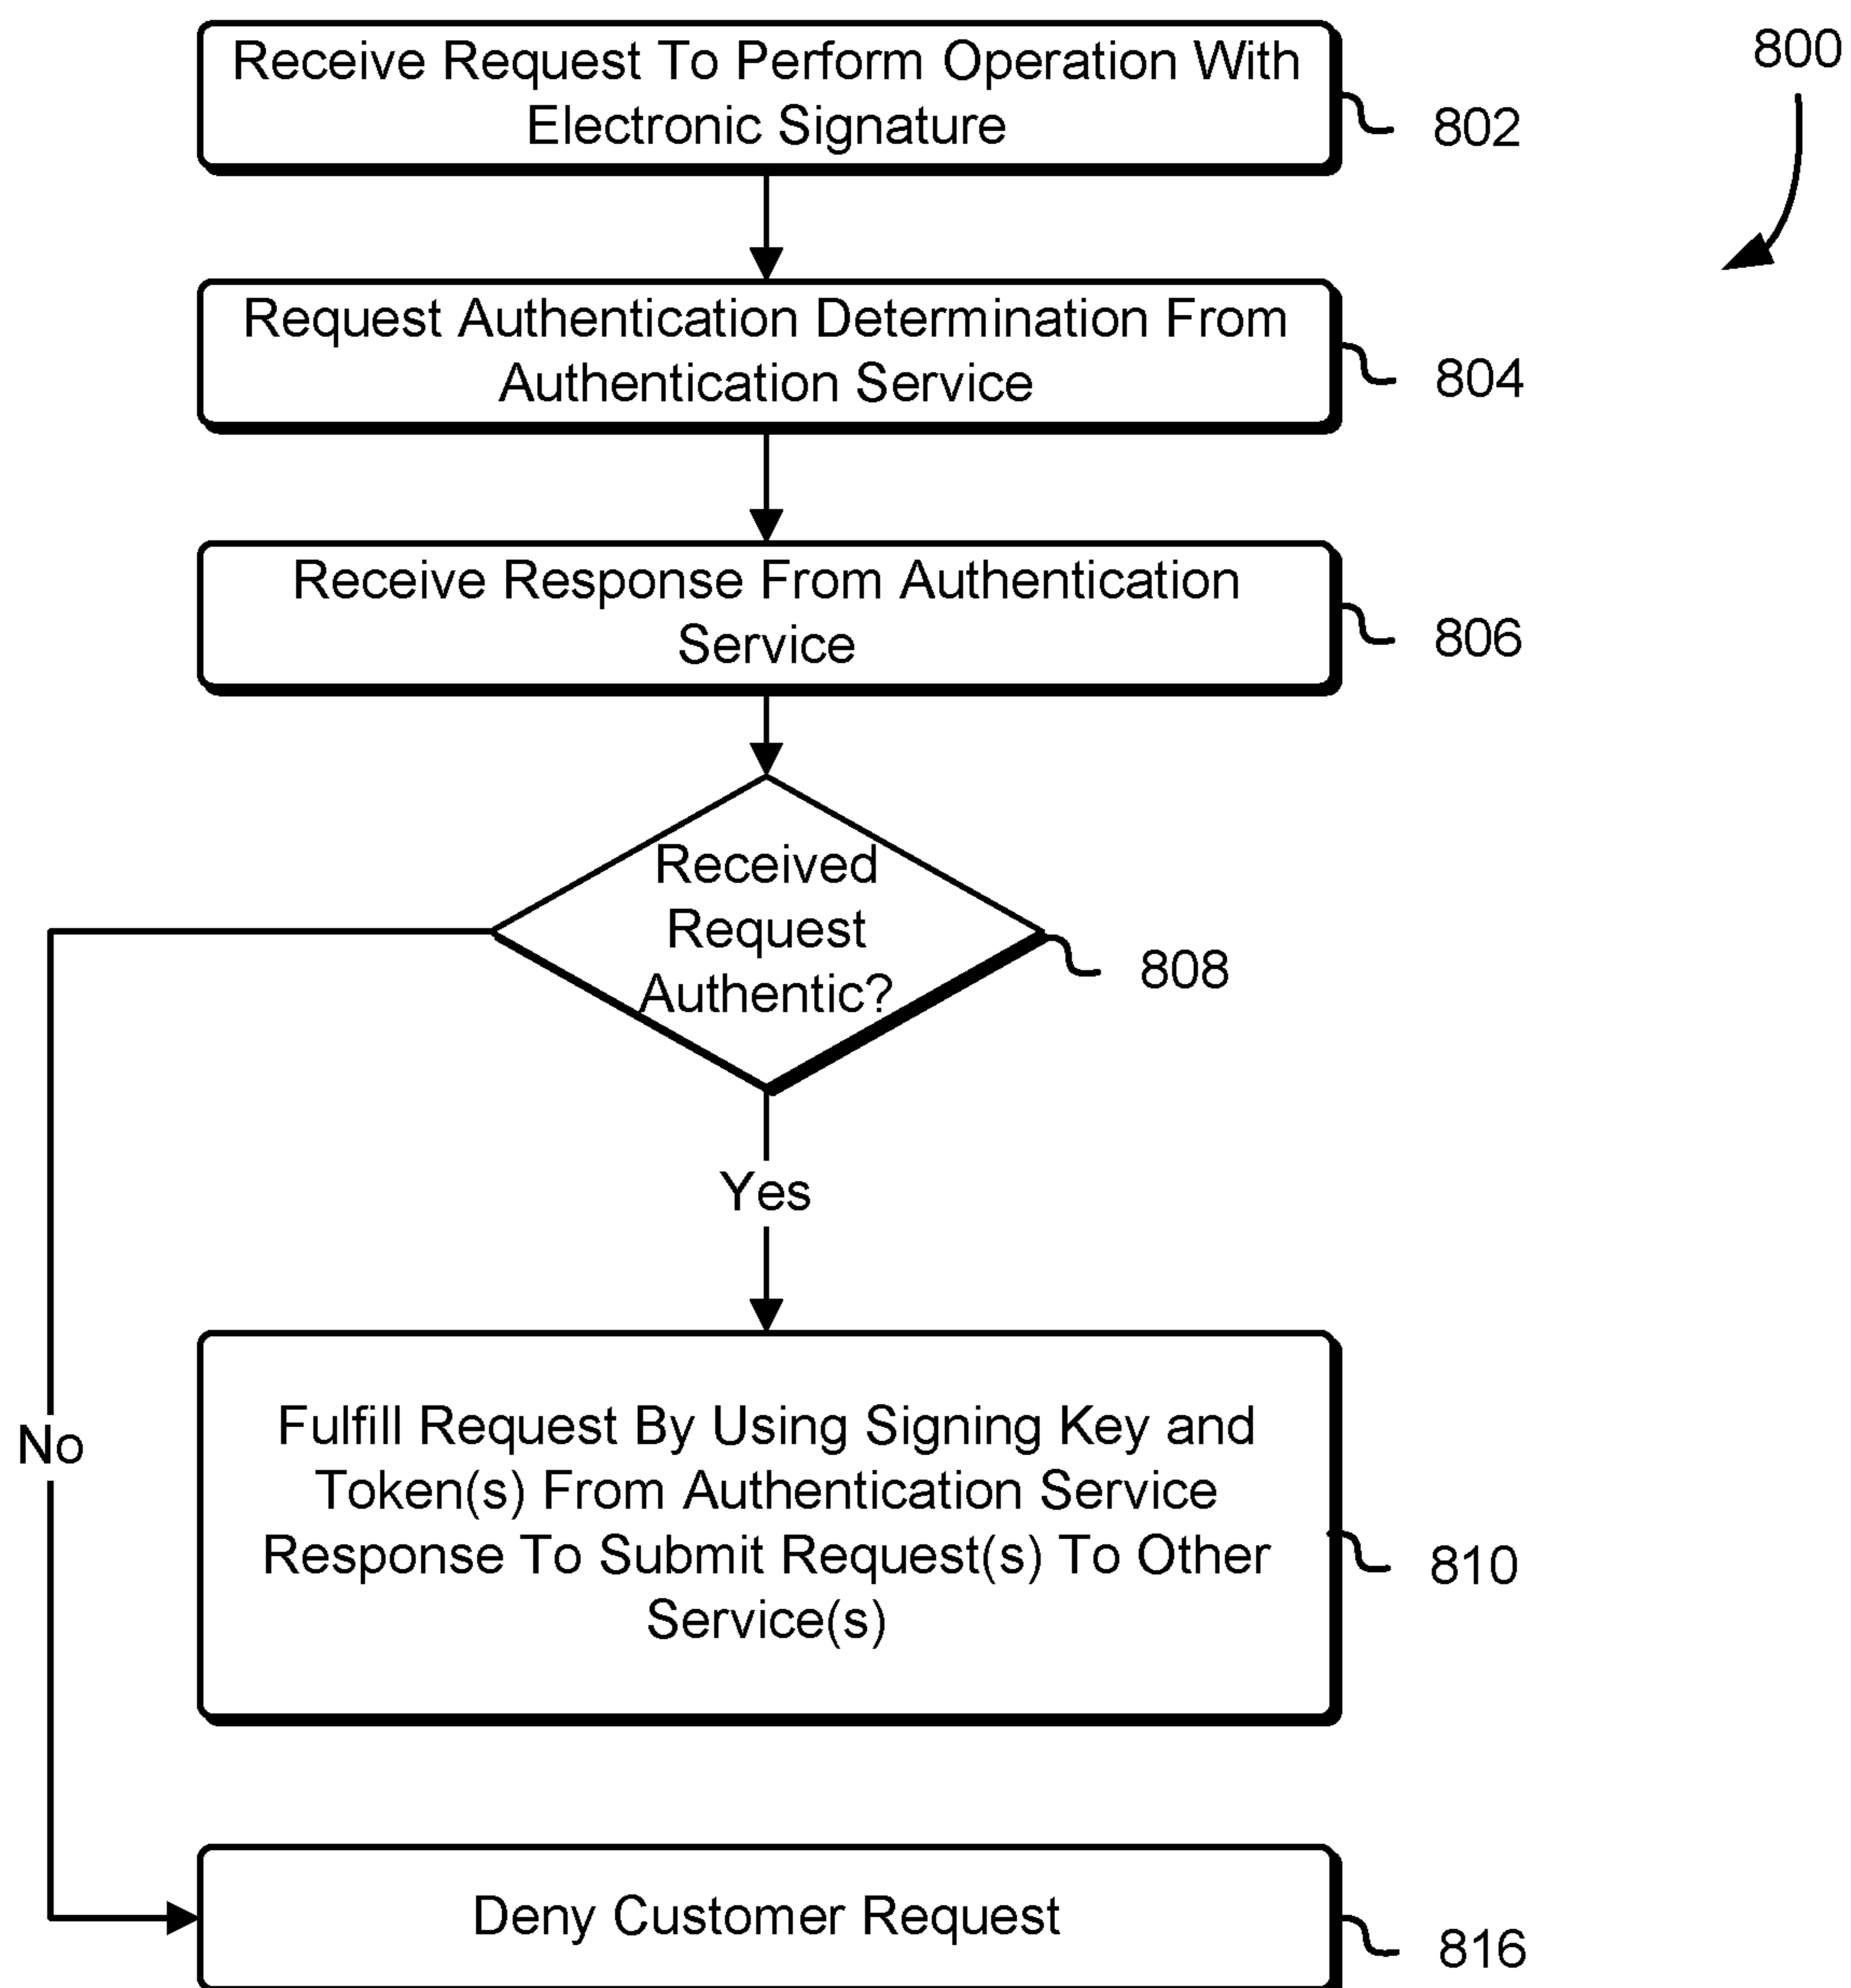 Receive Request To Perform Operation With
Electronic Signature
802
800
Request Authentication Determination From
Authentication Service
804
Receive Response From Authentication
Service
806
Received
Request
Authentic?
808
Yes
No
Fulfill Request By Using Signing Key and
Token(s) From Authentication Service
Response To Submit Request(s) To Other
Service(s)
810
Deny Customer Request
816